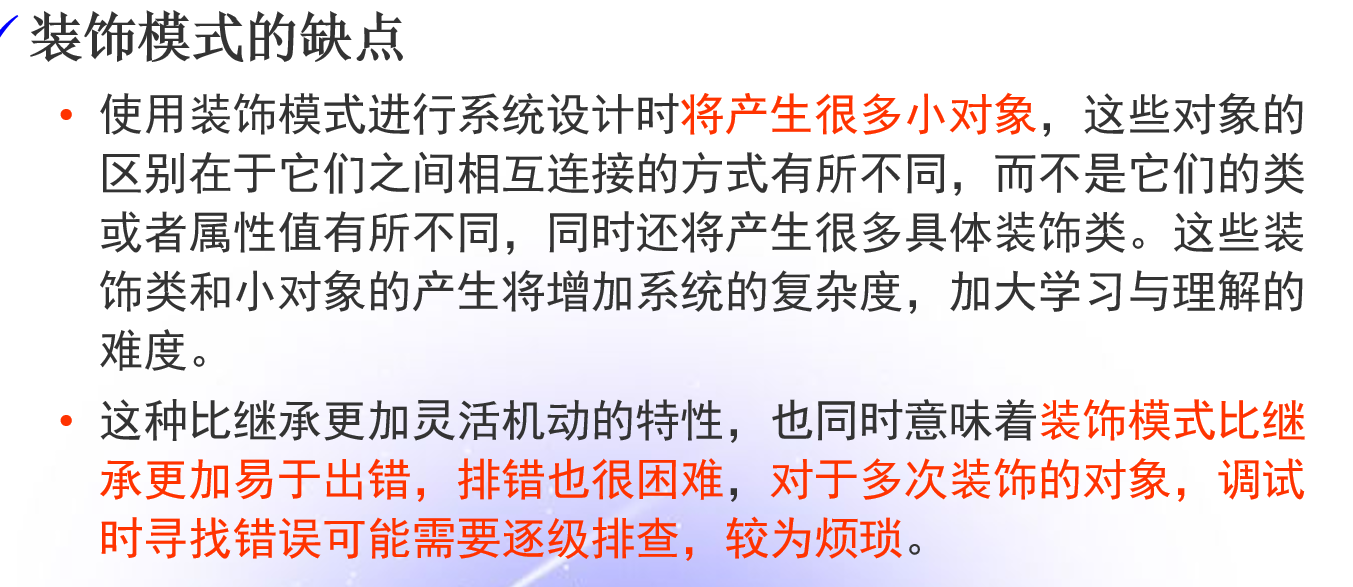 装饰模式的缺点
• 使用装饰模式进行系统设计时将产生很多小对象，这些对象的
区别在于它们之间相互连接的方式有所不同，而不是它们的类
或者属性值有所不同，同时还将产生很多具体装饰类。这些装
饰类和小对象的产生将增加系统的复杂度，加大学习与理解的
难度。
• 这种比继承更加灵活机动的特性，也同时意味着装饰模式比继
承更加易于出错，排错也很困难，对于多次装饰的对象，调试
时寻找错误可能需要逐级排查，较为烦琐。